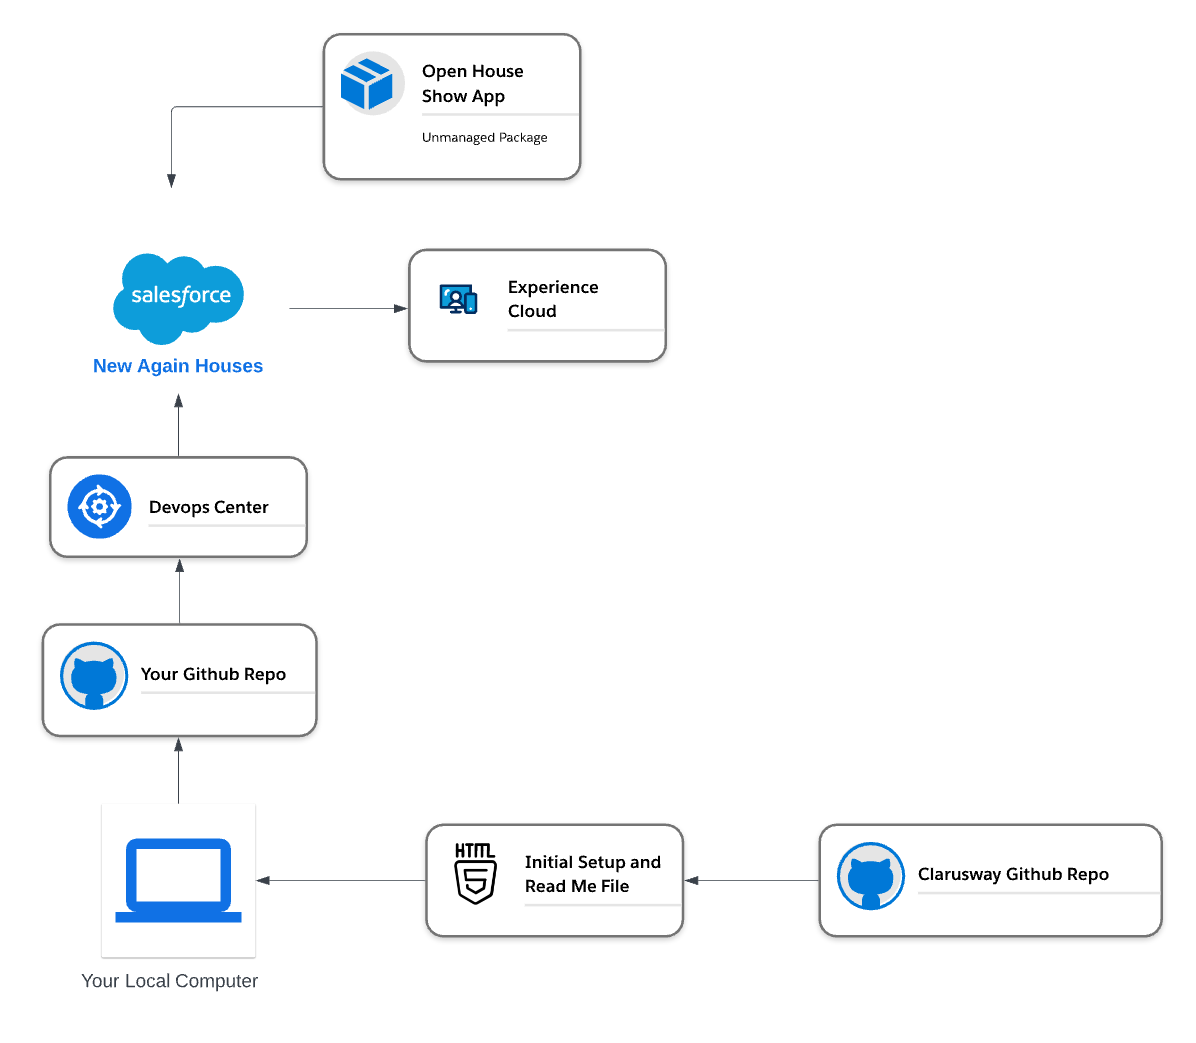 Open House
Show App
Unmanaged Package
salesforce
New Again Houses
Experience
Cloud
Devops Center
Your Github Repo
HTML
5
Initial Setup and
Read Me File
Clarusway Github Repo
Your Local Computer